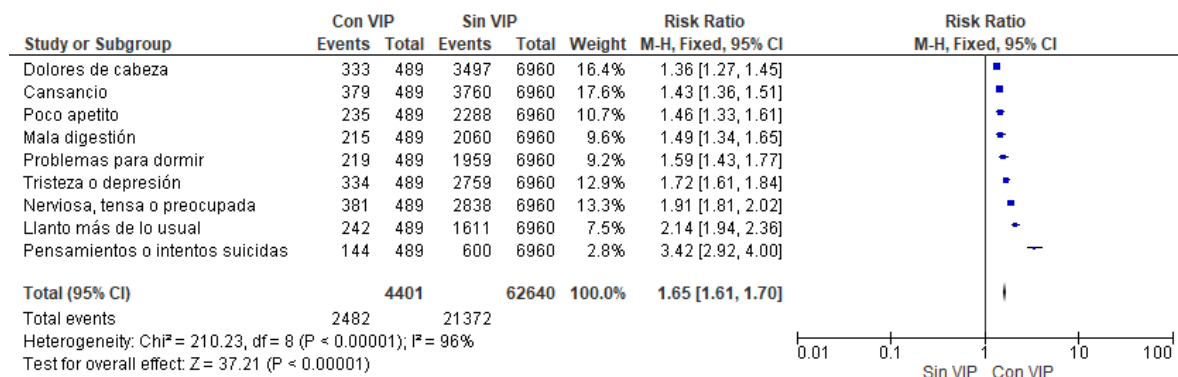 Con VIP Sin VIP Risk Ratio Risk Ratio
Study or Subgroup Events Total Events Total Weight M-H, Fixed, 95% CI M-H, Fixed, 95% CI
Dolores de cabeza 333 489 3497 6960 16.4% 1.36 [1.27, 1.45]
Cansancio 379 489 3760 6960 17.6% 1.43 [1.36, 1.51]
Poco apetito 235 489 2288 6960 10.7% 1.46 [1.33, 1.61]
Mala digestión 215 489 2060 6960 9.6% 1.49 [1.34, 1.65]
Problemas para dormir 219 489 1959 6960 9.2% 1.59 [1.43, 1.77]
Tristeza o depresión 334 489 2759 6960 12.9% 1.72 [1.61, 1.84]
Nerviosa, tensa o preocupada 381 489 2838 6960 13.3% 1.91 [1.81, 2.02]
Llanto más de lo usual 242 489 1611 6960 7.5% 2.14 [1.94, 2.36]
Pensamientos o intentos suicidas 144 489 600 6960 2.8% 3.42 [2.92, 4.00]
Total (95% CI) 4401 62640 100.0% 1.65 [1.61, 1.70]
Total events 2482 21372
Heterogeneity: Chi² = 210.23, df = 8 (P < 0.00001); I² = 96%
Test for overall effect: Z = 37.21 (P < 0.00001)
0.01 0.1 1 10 100
Sin VIP Con VIP